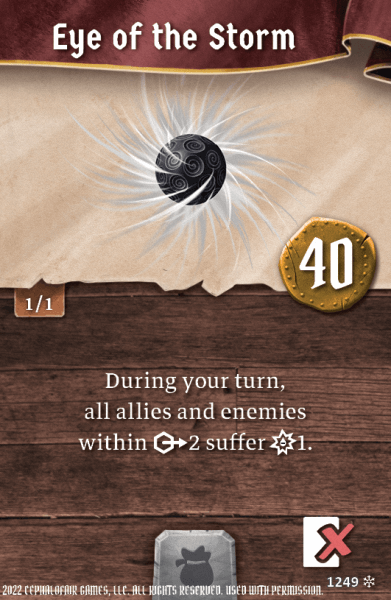 Eye of the Storm
40
1/1
During your turn,
all allies and enemies
within 2 suffer 1.
1249
2022 CEPHALOFAIR GAMES, LLC. ALL RIGHTS RESERVED. USED WITH PERMISSION.